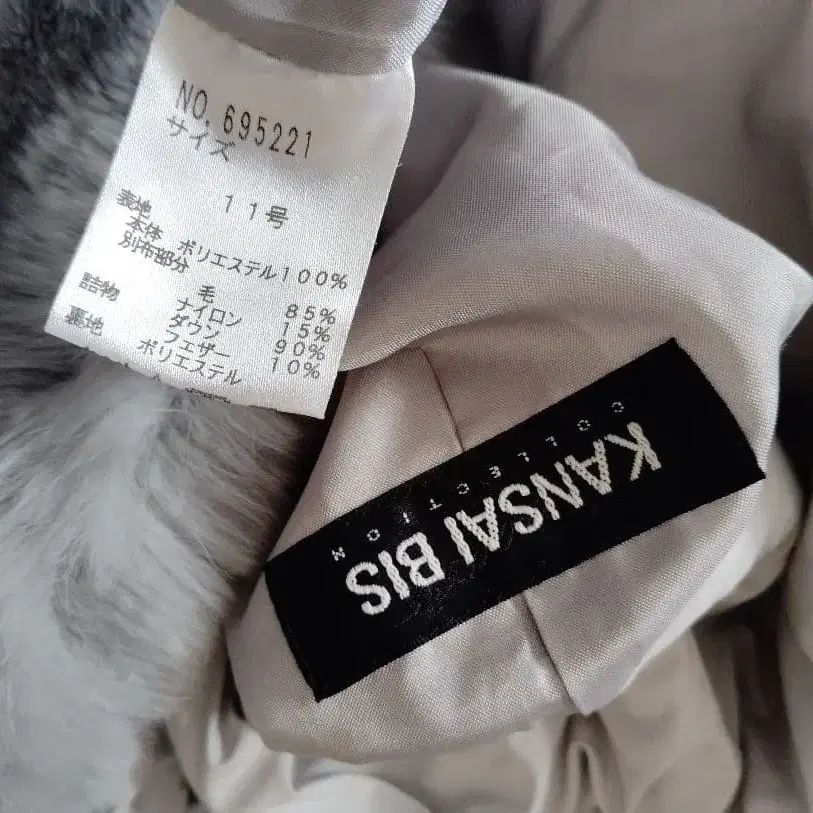 NO. 695221
サイズ
11号
表地
本体 ポリエステル100%
別布部分
毛 85%
ナイロン 15%
詰物 ダウン 90%
フェザー 10%
裏地 ポリエステル
KANSAI BIS
COLLECTION